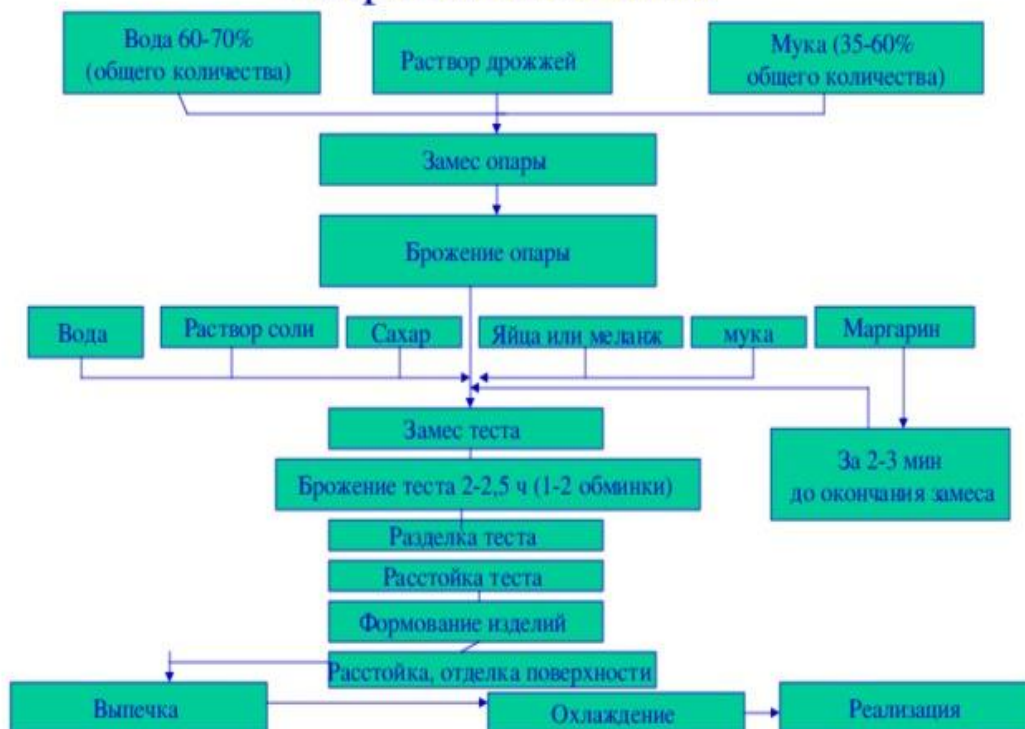 Вода 60-70%
(общего количества)
Раствор дрожжей
Мука (35-60%
общего количества)
Замес опары
Брожение опары
Вода
Раствор соли
Сахар
Яйца или меланж
мука
Маргарин
Замес теста
За 2-3 мин
до окончания замеса
Брожение теста 2-2,5 ч (1-2 обминки)
Разделка теста
Расстойка теста
Формование изделий
Расстойка, отделка поверхности
Выпечка
Охлаждение
Реализация